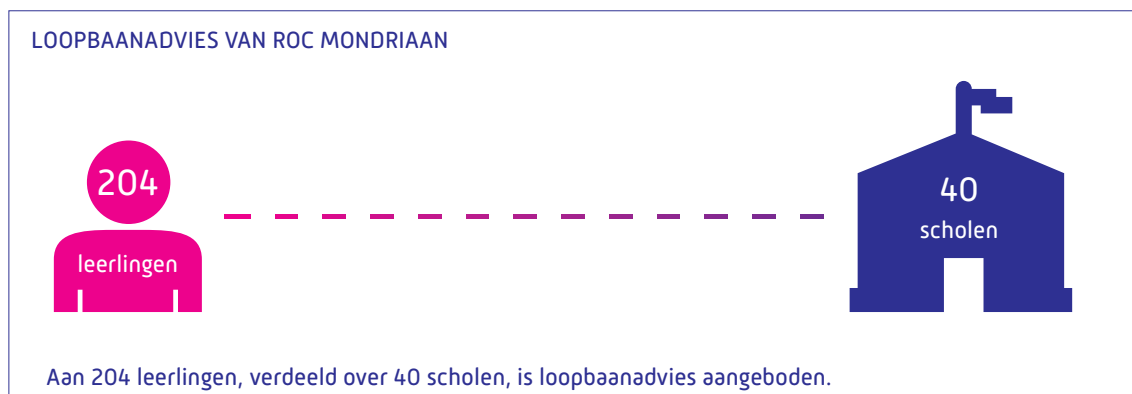 LOOPBAANADVIES VAN ROC MONDRIAAN
204
leerlingen
40
scholen
Aan 204 leerlingen, verdeeld over 40 scholen, is loopbaanadvies aangeboden.